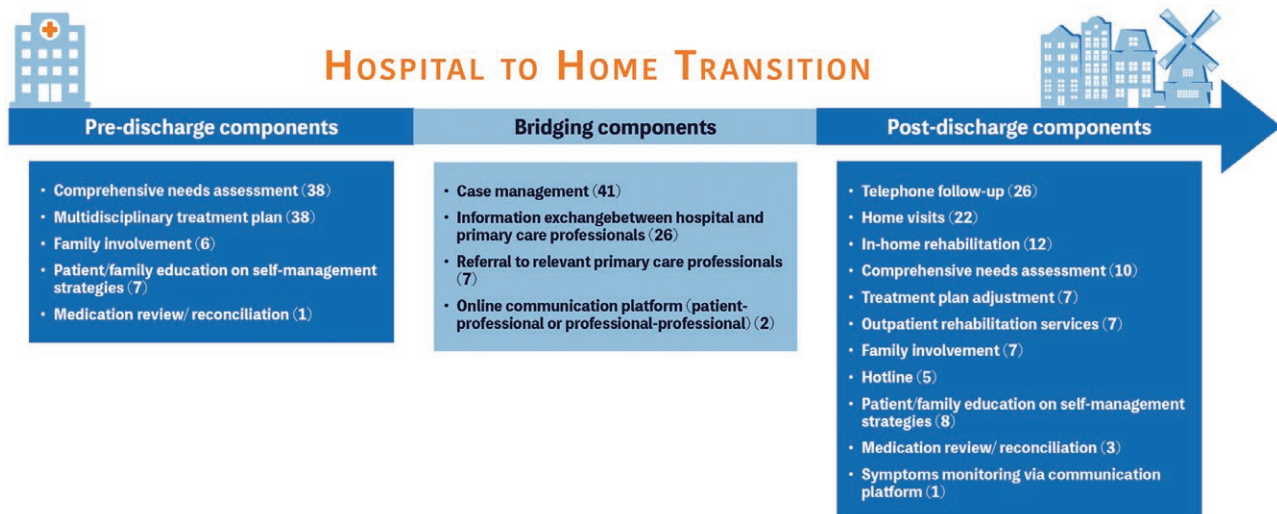 HOSPITAL TO HOME TRANSITION
Pre-discharge components
• Comprehensive needs assessment (38)
• Multidisciplinary treatment plan (38)
• Family involvement (6)
• Patient/family education on self-management
strategies (7)
• Medication review/ reconciliation (1)
Bridging components
• Case management (41)
• Information exchangebetween hospital and
primary care professionals (26)
• Referral to relevant primary care professionals
(7)
• Online communication platform (patient-
professional or professional-professional) (2)
Post-discharge components
• Telephone follow-up (26)
• Home visits (22)
• In-home rehabilitation (12)
• Comprehensive needs assessment (10)
• Treatment plan adjustment (7)
• Outpatient rehabilitation services (7)
• Family involvement (7)
• Hotline (5)
• Patient/family education on self-management
strategies (8)
• Medication review/ reconciliation (3)
• Symptoms monitoring via communication
platform (1)